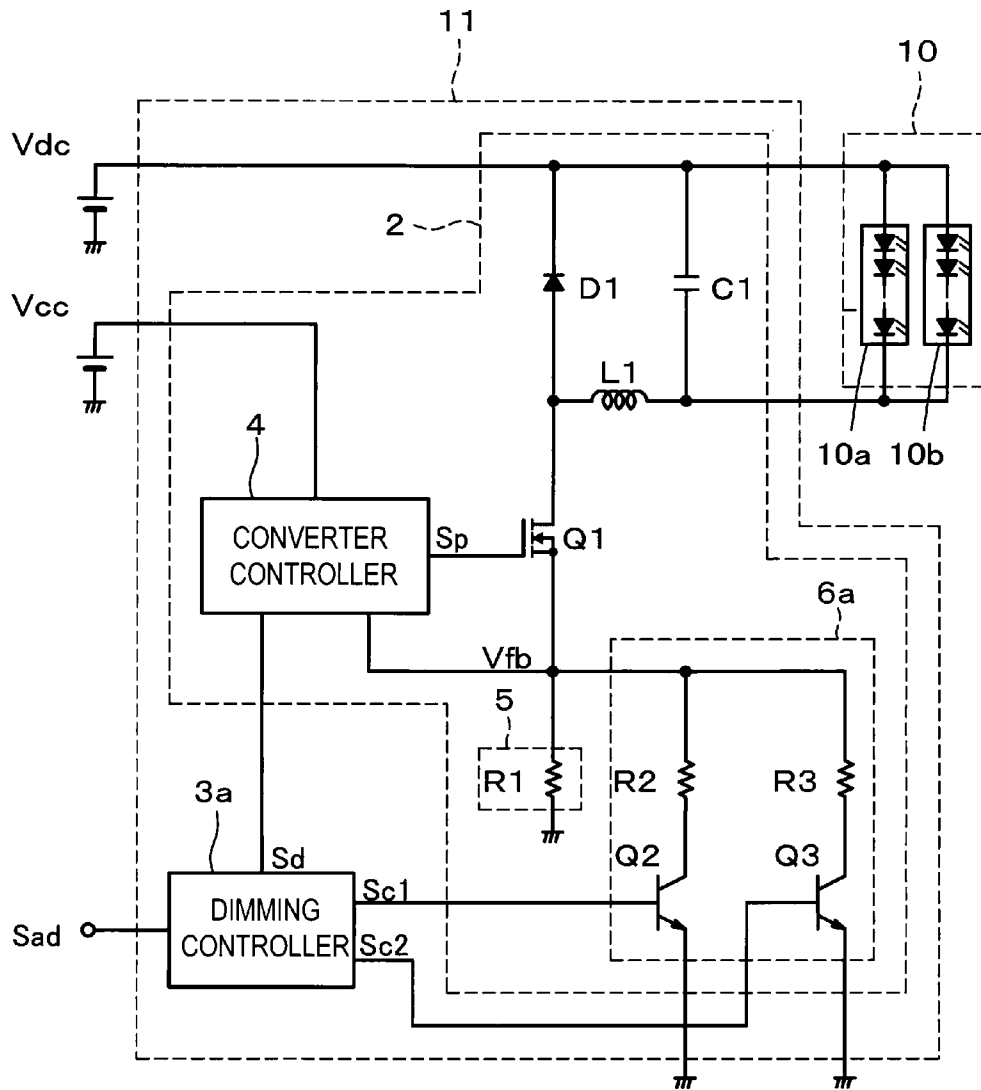 11
10
Vdc
2
Vcc
D1
C1
L1
10a
10b
4
CONVERTER
CONTROLLER
Sp
Q1
6a
Vfb
5
R1
R2
R3
3a
Sd
Q2
Q3
Sc1
Sad
DIMMING
CONTROLLER
Sc2